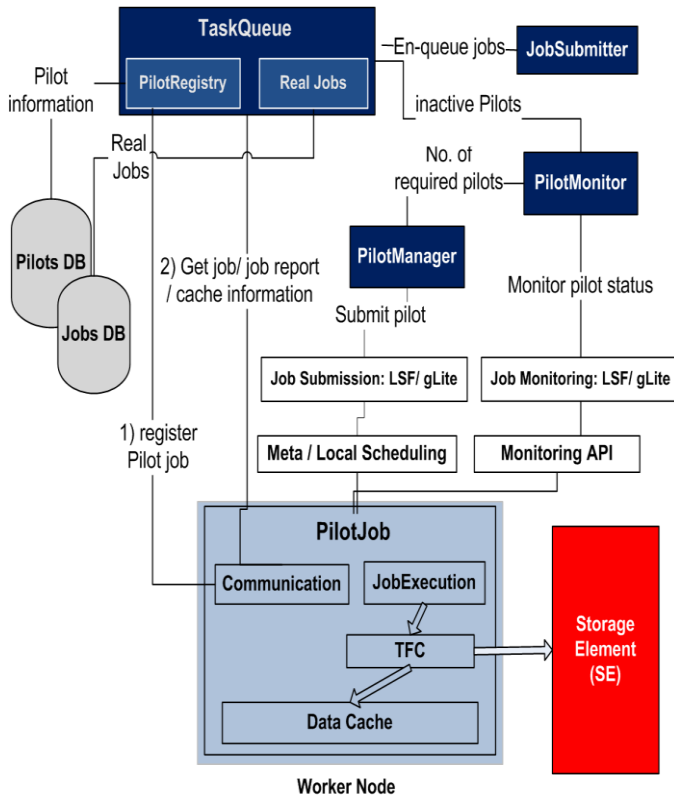 TaskQueue
PilotRegistry
Real Jobs
En-queue jobs
JobSubmitter
Pilot
information
inactive Pilots
Real
Jobs
No. of
required pilots
PilotMonitor
PilotManager
Pilots DB
Jobs DB
2) Get job/ job report
/ cache information
Submit pilot
Monitor pilot status
Job Submission: LSF/ gLite
Job Monitoring: LSF/ gLite
1) register
Pilot job
Meta / Local Scheduling
Monitoring API
PilotJob
Communication
JobExecution
TFC
Data Cache
Storage
Element
(SE)
Worker Node